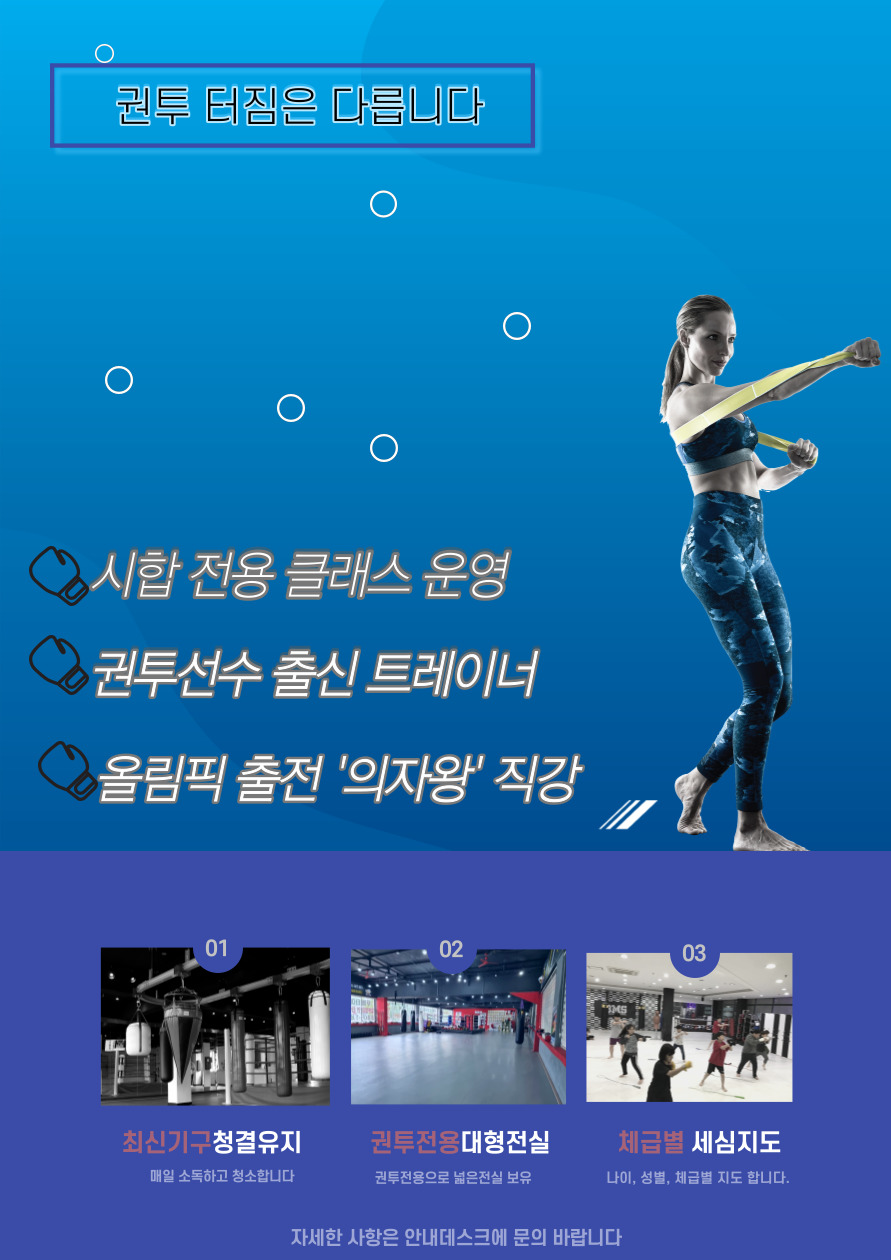 권투 터짐은 다릅니다
시합 전용 클래스 운영
권투선수 출신 트레이너
올림픽 출전 '의자왕' 직강
01
02
03
최신기구청결유지
권투전용대형전실
체급별 세심지도
매일 소독하고 청소합니다
권투전용으로 넓은전실 보유
나이, 성별, 체급별 지도 합니다.
자세한 사항은 안내데스크에 문의 바랍니다